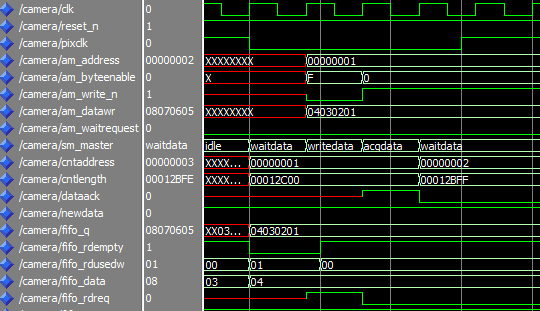 /camera/clk 0
/camera/reset_n 1
/camera/pixclk 0
/camera/am_address 00000002 XXXXXXXX 00000001
/camera/am_byteenable 0 X F 0
/camera/am_write_n 1
/camera/am_datawr 08070605 XXXXXXXX 04030201
/camera/am_waitrequest 0
/camera/sm_master waitdata idle waitdata writedata acqdata waitdata
/camera/cntaddress 00000003 XXXX... 00000001 00000002
/camera/cntlength 00012BFE XXXX... 00012C00 00012BFF
/camera/dataack 0
/camera/newdata 0
/camera/fifo_q 08070605 XX03... 04030201
/camera/fifo_rdempty 1
/camera/fifo_rdusedw 01 00 01 00
/camera/fifo_data 08 03 04
/camera/fifo_rdreq 0